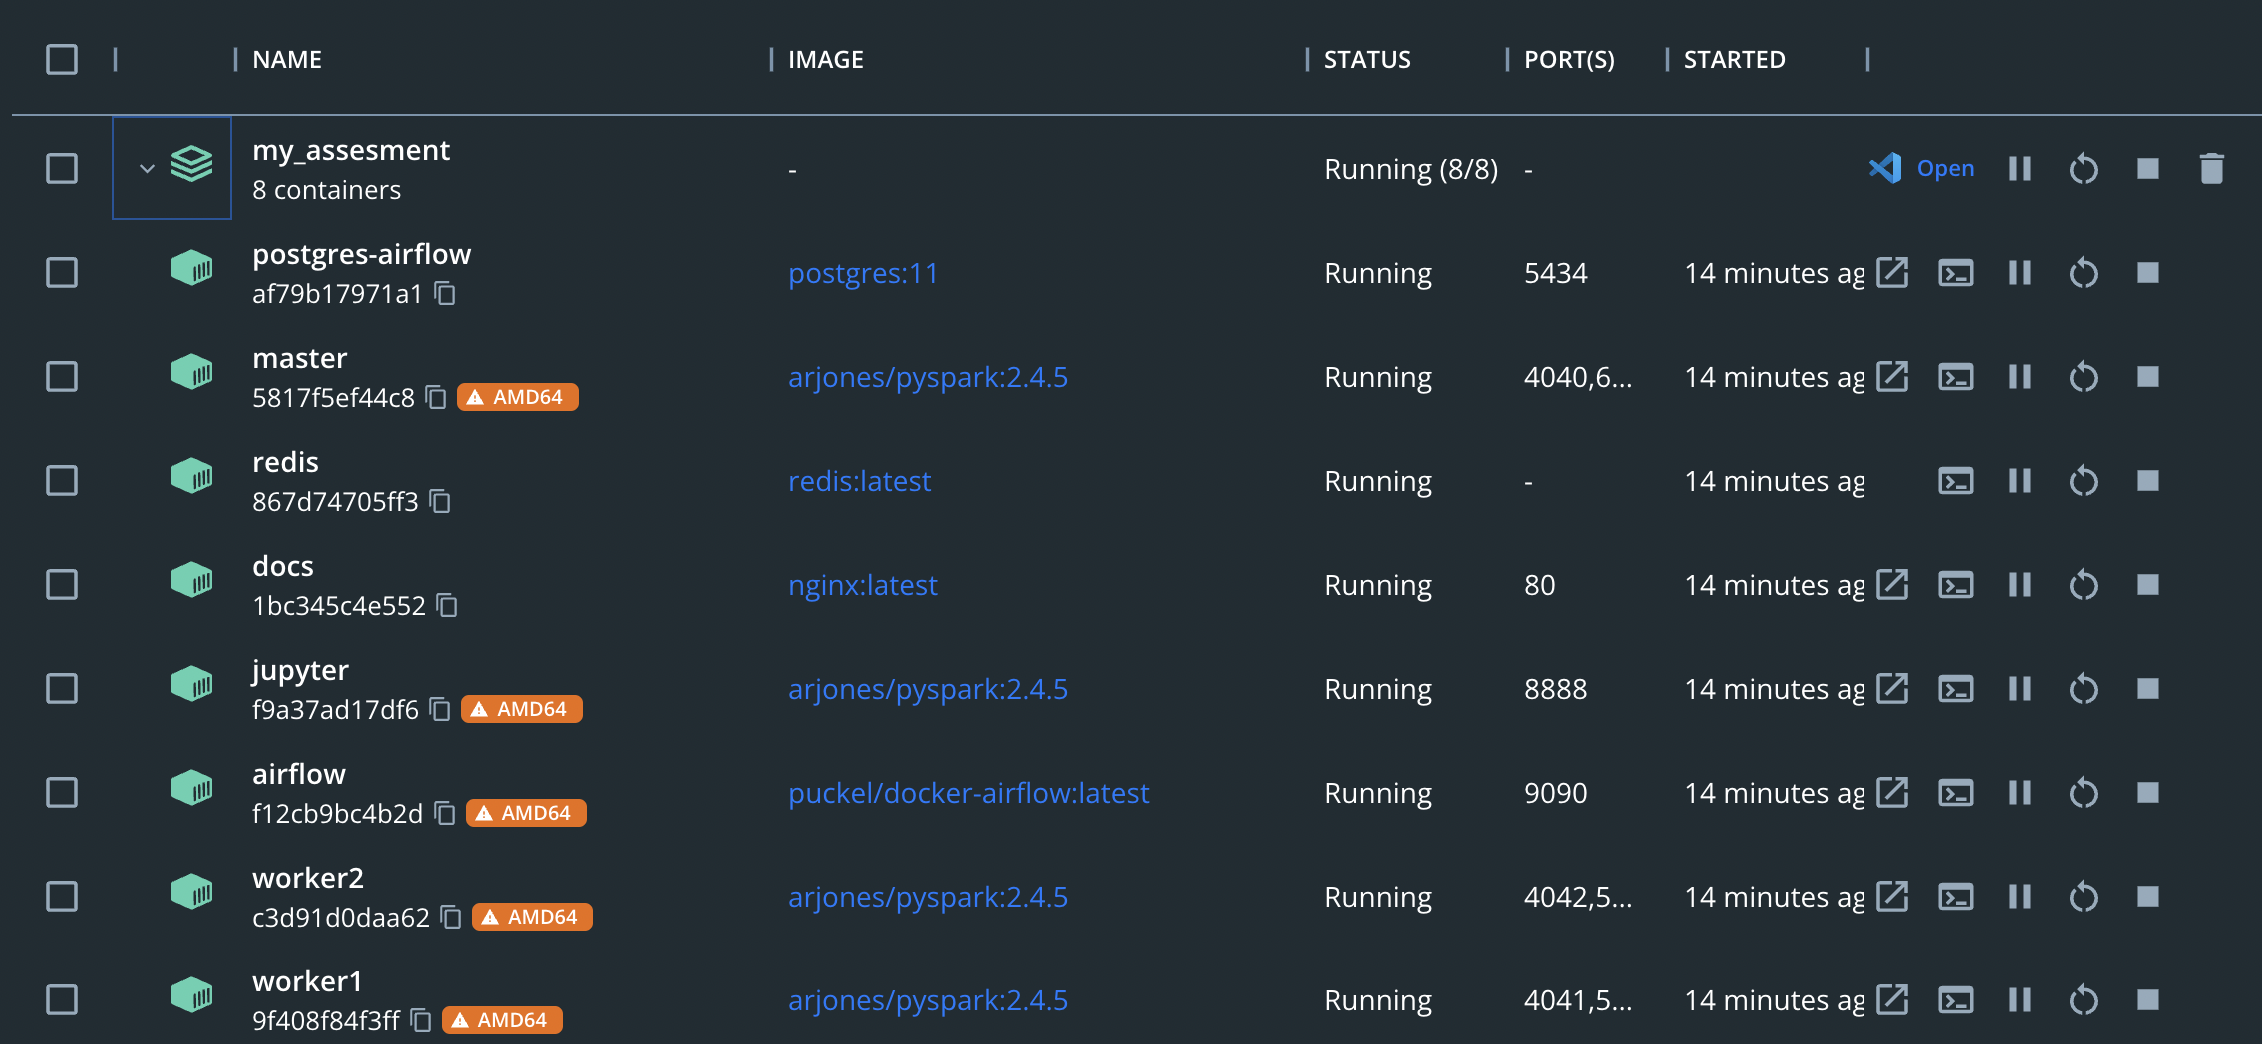 NAME IMAGE STATUS PORT(S) STARTED
my_assesment
8 containers
- Running (8/8) - Open
postgres-airflow
af79b17971a1
postgres:11 Running 5434 14 minutes ag
master
5817f5ef44c8 AMD64
arjones/pyspark:2.4.5 Running 4040,6... 14 minutes ag
redis
867d74705ff3
redis:latest Running - 14 minutes ag
docs
1bc345c4e552
nginx:latest Running 80 14 minutes ag
jupyter
f9a37ad17df6 AMD64
arjones/pyspark:2.4.5 Running 8888 14 minutes ag
airflow
f12cb9bc4b2d AMD64
puckel/docker-airflow:latest Running 9090 14 minutes ag
worker2
c3d91d0daa62 AMD64
arjones/pyspark:2.4.5 Running 4042,5... 14 minutes ag
worker1
9f408f84f3ff AMD64
arjones/pyspark:2.4.5 Running 4041,5... 14 minutes ag